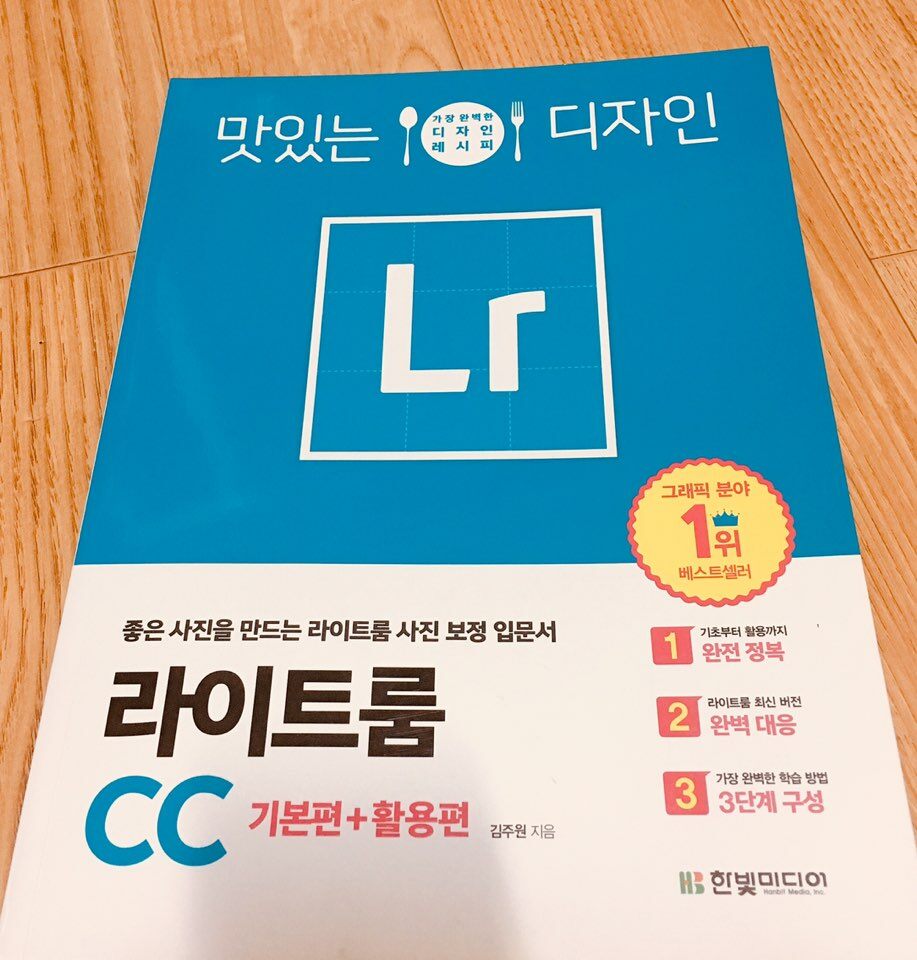 맛있는 디자인
가장 완벽한
디자인
레시피
Lr
그래픽 분야
1위
베스트셀러
좋은 사진을 만드는 라이트룸 사진 보정 입문서
라이트룸
CC 기본편+활용편 김주원 지음
1 기초부터 활용까지
완전 정복
2 라이트룸 최신 버전
완벽 대응
3 가장 완벽한 학습 방법
3단계 구성
HB 한빛미디어
Hanbit Media, Inc.